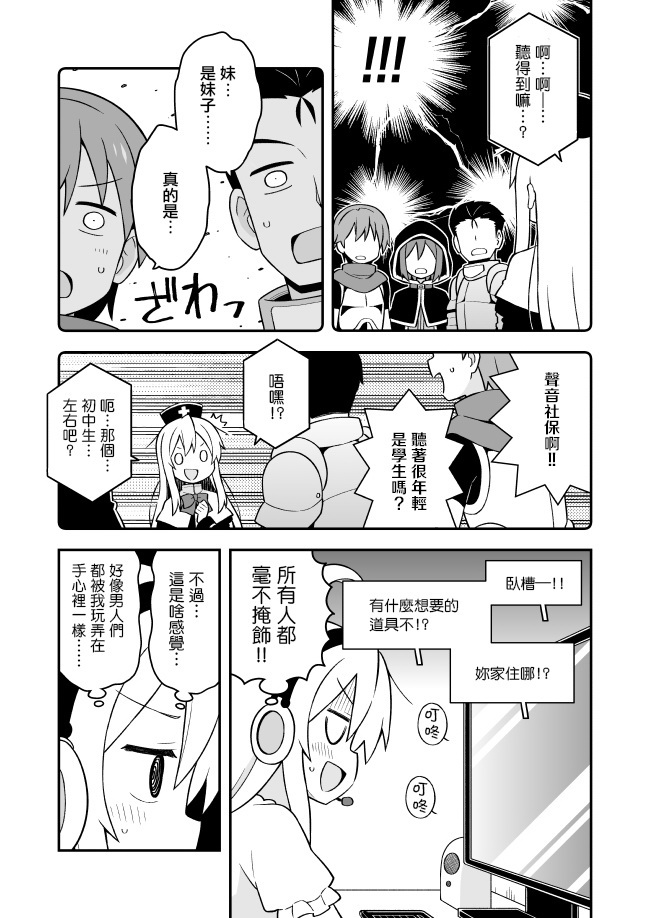 啊…啊──
聽得到嘛…？
!!!
妹…
是妹子……
真的是…
ざわっ
聲音社保啊!!
聽著很年輕
是學生嗎？
唔嘿!?
呃…那個…
初中生…
左右吧？
臥槽─!!
有什麼想要的
道具不!?
妳家住哪!?
叮咚
叮咚
所有人都
毫不掩飾!!
不過…
這是啥感覺…
好像男人們
都被我玩弄在
手心裡一樣……